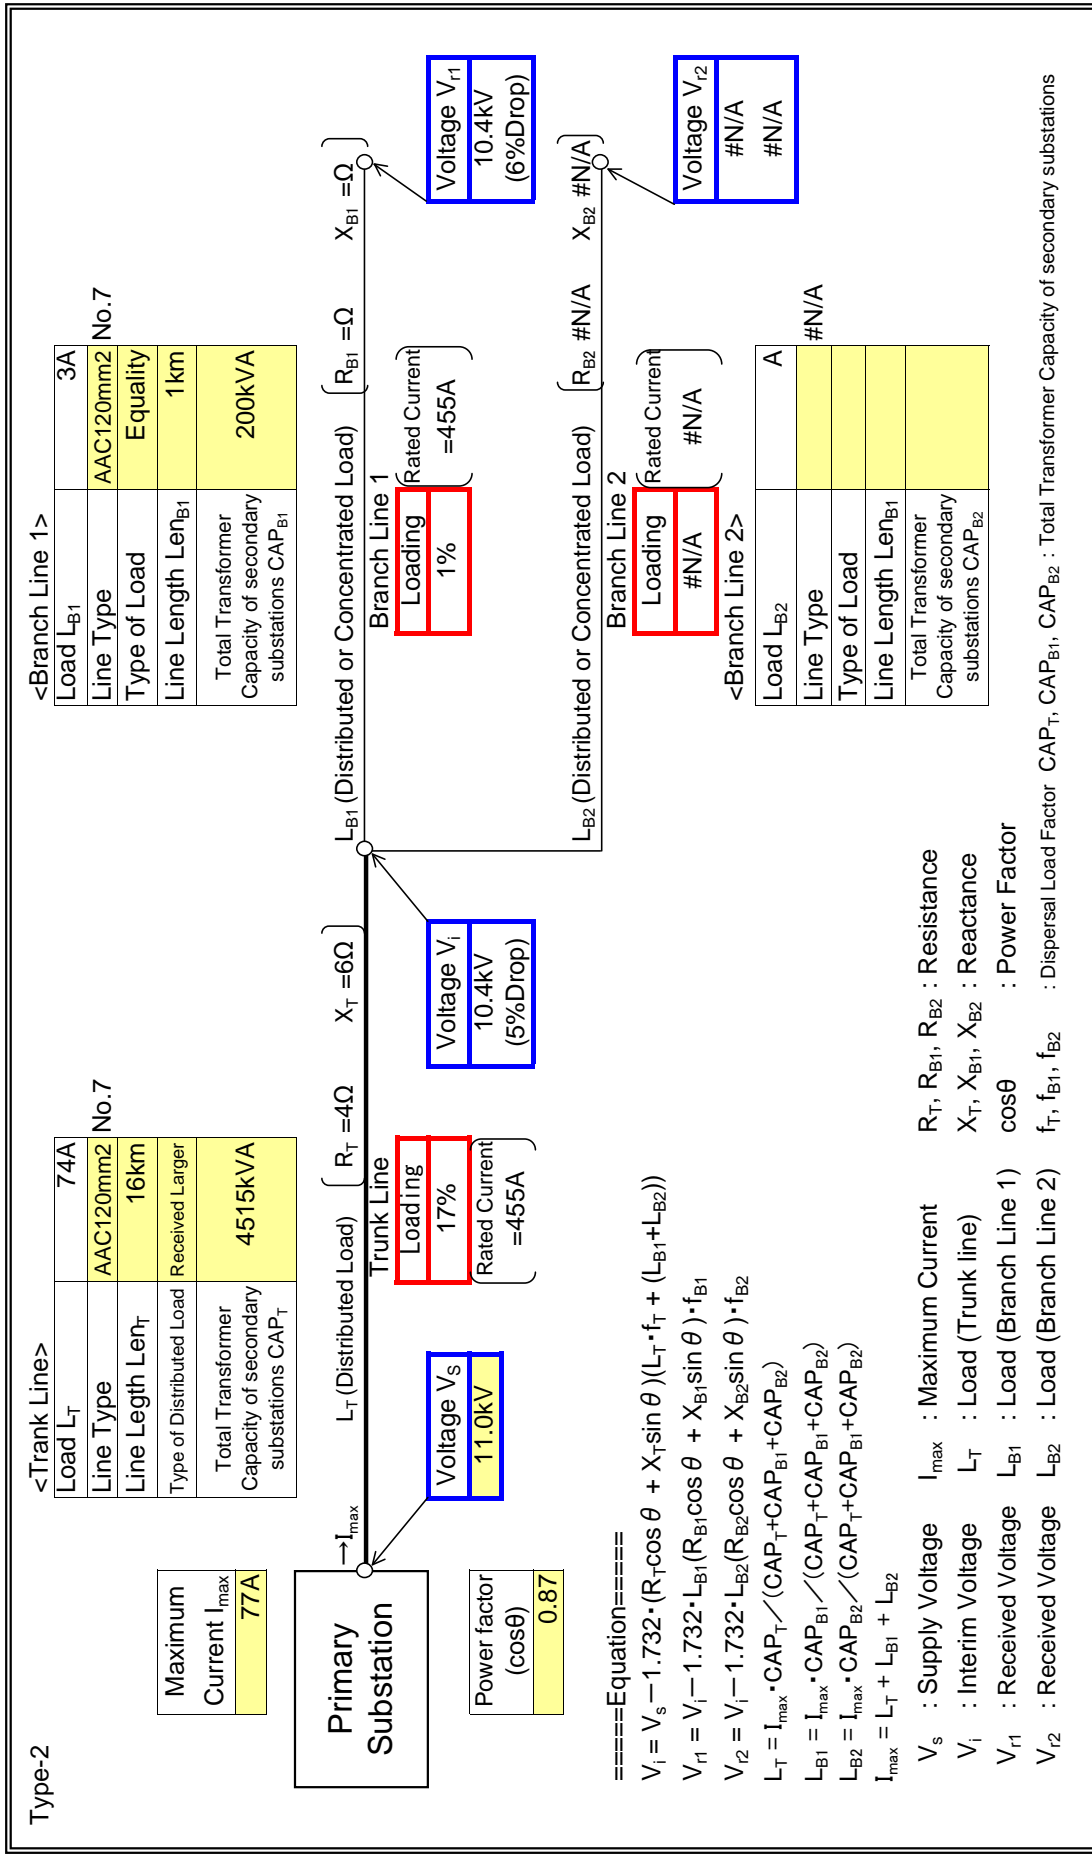 Type-2
Maximum
Current Imax
77A
Primary
Substation
Power factor
(cosθ)
0.87
<Trank Line>
Load LT 74A
Line Type AAC120mm2 No.7
Line Legth LenT 16km
Type of Distributed Load Received Larger
Total Transformer
Capacity of secondary
substations CAPT
4515kVA
→Imax
LT (Distributed Load)
RT =4Ω XT =6Ω
Trunk Line
Loading
17%
Rated Current
=455A
Voltage VS
11.0kV
Voltage Vi
10.4kV
(5%Drop)
<Branch Line 1>
Load LB1 3A
Line Type AAC120mm2 No.7
Type of Load Equality
Line Length LenB1 1km
Total Transformer
Capacity of secondary
substations CAPB1
200kVA
LB1 (Distributed or Concentrated Load)
RB1 =Ω XB1 =Ω
Branch Line 1
Loading
1%
Rated Current
=455A
Voltage Vr1
10.4kV
(6%Drop)
LB2 (Distributed or Concentrated Load)
RB2 #N/A XB2 #N/A
Branch Line 2
Loading
#N/A
Rated Current
#N/A
Voltage Vr2
#N/A
#N/A
<Branch Line 2>
Load LB2 A
Line Type #N/A
Type of Load
Line Length LenB1
Total Transformer
Capacity of secondary
substations CAPB2
=====Equation=====
Vi = Vs－1.732･(RTcosθ + XTsinθ)(LT･fT + (LB1+LB2))
Vr1 = Vi－1.732･LB1(RB1cosθ + XB1sinθ)･fB1
Vr2 = Vi－1.732･LB2(RB2cosθ + XB2sinθ)･fB2
LT = Imax･CAPT／(CAPT+CAPB1+CAPB2)
LB1 = Imax･CAPB1／(CAPT+CAPB1+CAPB2)
LB2 = Imax･CAPB2／(CAPT+CAPB1+CAPB2)
Imax = LT + LB1 + LB2
Vs : Supply Voltage Imax : Maximum Current RT, RB1, RB2 : Resistance
Vi : Interim Voltage LT : Load (Trunk line) XT, XB1, XB2 : Reactance
Vr1 : Received Voltage LB1 : Load (Branch Line 1) cosθ : Power Factor
Vr2 : Received Voltage LB2 : Load (Branch Line 2) fT, fB1, fB2 : Dispersal Load Factor CAPT, CAPB1, CAPB2 : Total Transformer Capacity of secondary substations